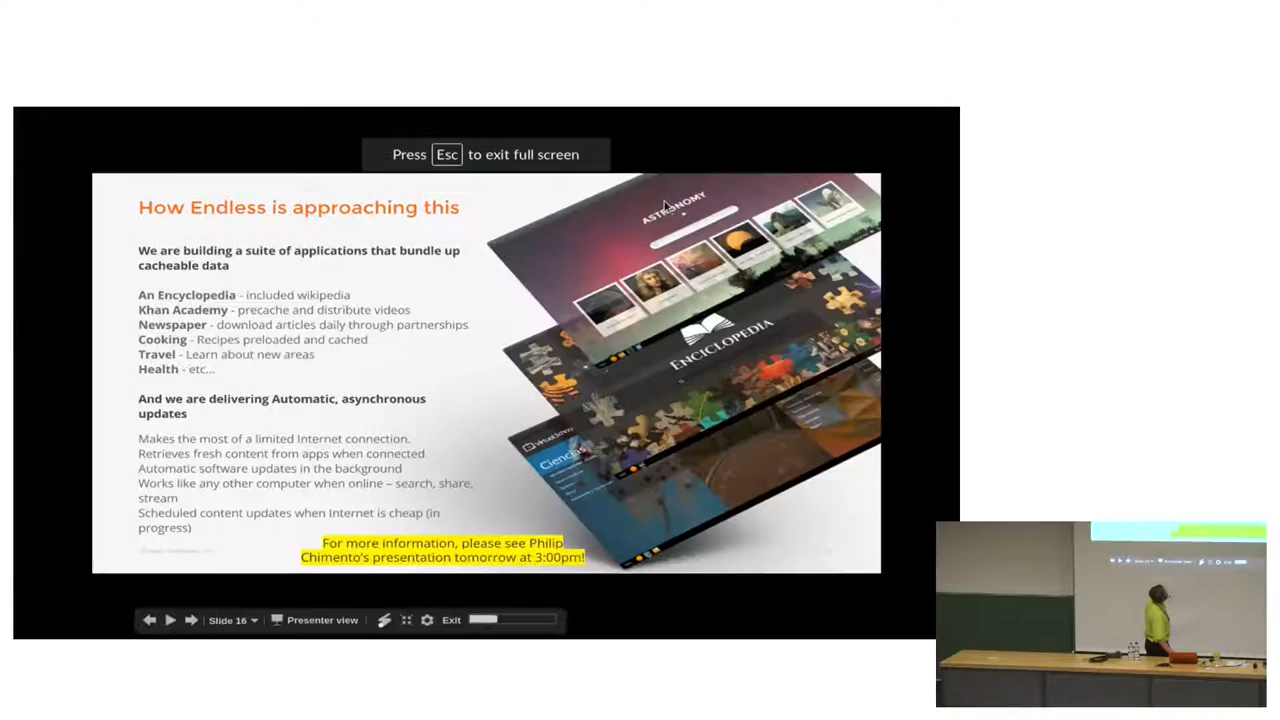 Press Esc to exit full screen
How Endless is approaching this
We are building a suite of applications that bundle up
cacheable data
An Encyclopedia - included wikipedia
Khan Academy - precache and distribute videos
Newspaper - download articles daily through partnerships
Cooking - Recipes preloaded and cached
Travel - Learn about new areas
Health - etc...
And we are delivering Automatic, asynchronous
updates
Makes the most of a limited Internet connection.
Retrieves fresh content from apps when connected
Automatic software updates in the background
Works like any other computer when online – search, share,
stream
Scheduled content updates when Internet is cheap (in
progress)
For more information, please see Philip
Chimento's presentation tomorrow at 3:00pm!
ASTRONOMY
ENCICLOPEDIA
Ciencias
Slide 16
Presenter view
Exit